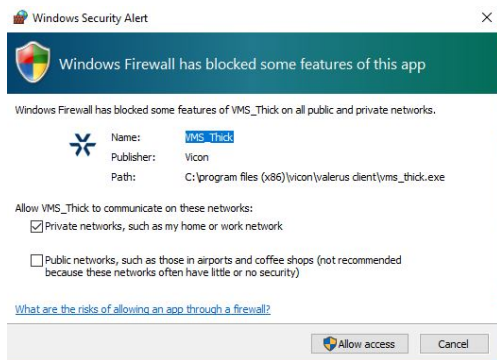 Windows Security Alert
Windows Firewall has blocked some features of this app
Windows Firewall has blocked some features of VMS_Thick on all public and private networks.
Name: VMS_Thick
Publisher: Vicon
Path: C:\program files (x86)\vicon\valerus client\vms_thick.exe
Allow VMS_Thick to communicate on these networks:
Private networks, such as my home or work network
Public networks, such as those in airports and coffee shops (not recommended
because these networks often have little or no security)
What are the risks of allowing an app through a firewall?
Allow access Cancel